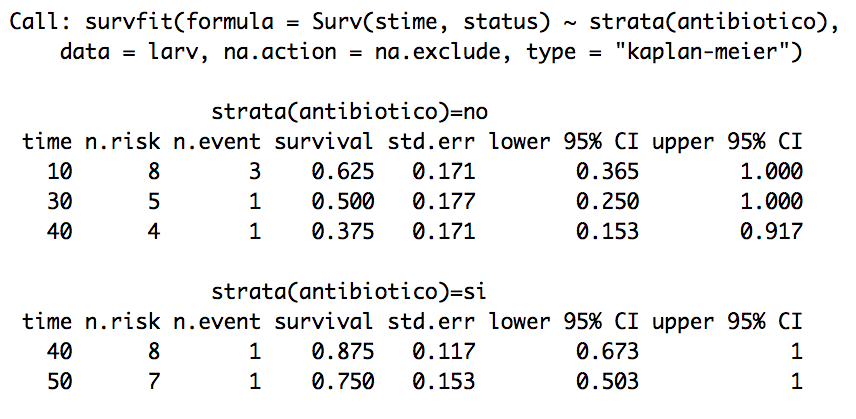 Call: survfit(formula = Surv(stime, status) ~ strata(antibiotico),
    data = larv, na.action = na.exclude, type = "kaplan-meier")
strata(antibiotico)=no
time n.risk n.event survival std.err lower 95% CI upper 95% CI
10 8 3 0.625 0.171 0.365 1.000
30 5 1 0.500 0.177 0.250 1.000
40 4 1 0.375 0.171 0.153 0.917
strata(antibiotico)=si
time n.risk n.event survival std.err lower 95% CI upper 95% CI
40 8 1 0.875 0.117 0.673 1
50 7 1 0.750 0.153 0.503 1